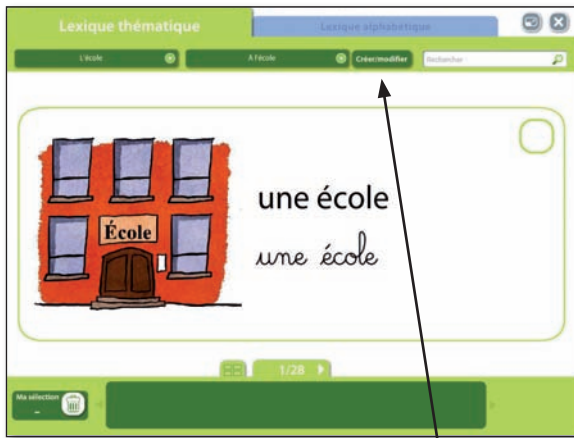 Lexique thématique
Lexique alphabétique
L'école
A l'école
Créer/modifier
Rechercher
une école
École
une école
1/28
Ma sélection
–